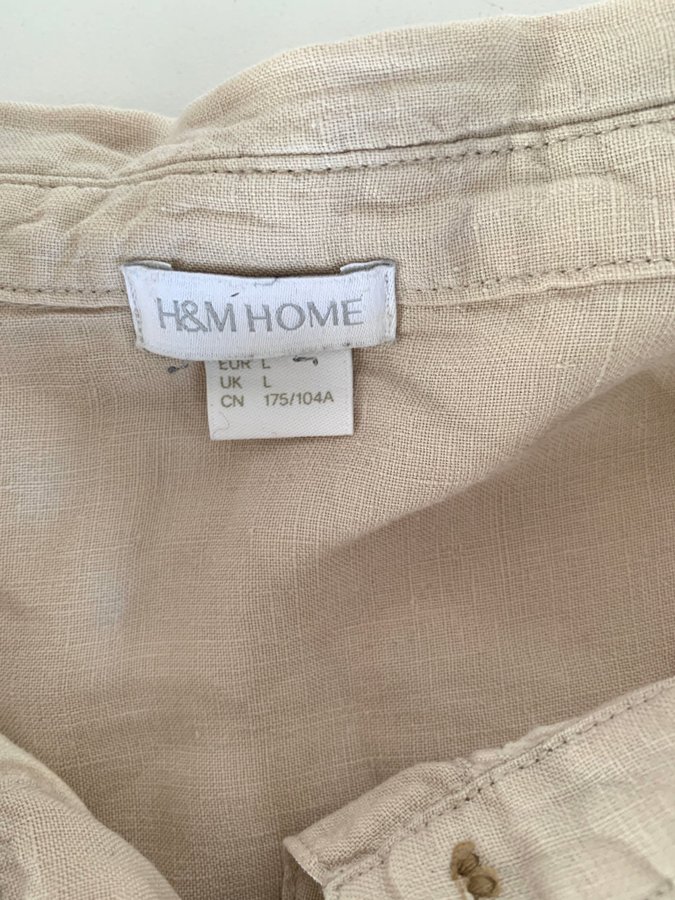 H&M HOME
EUR L
UK L
CN 175/104A